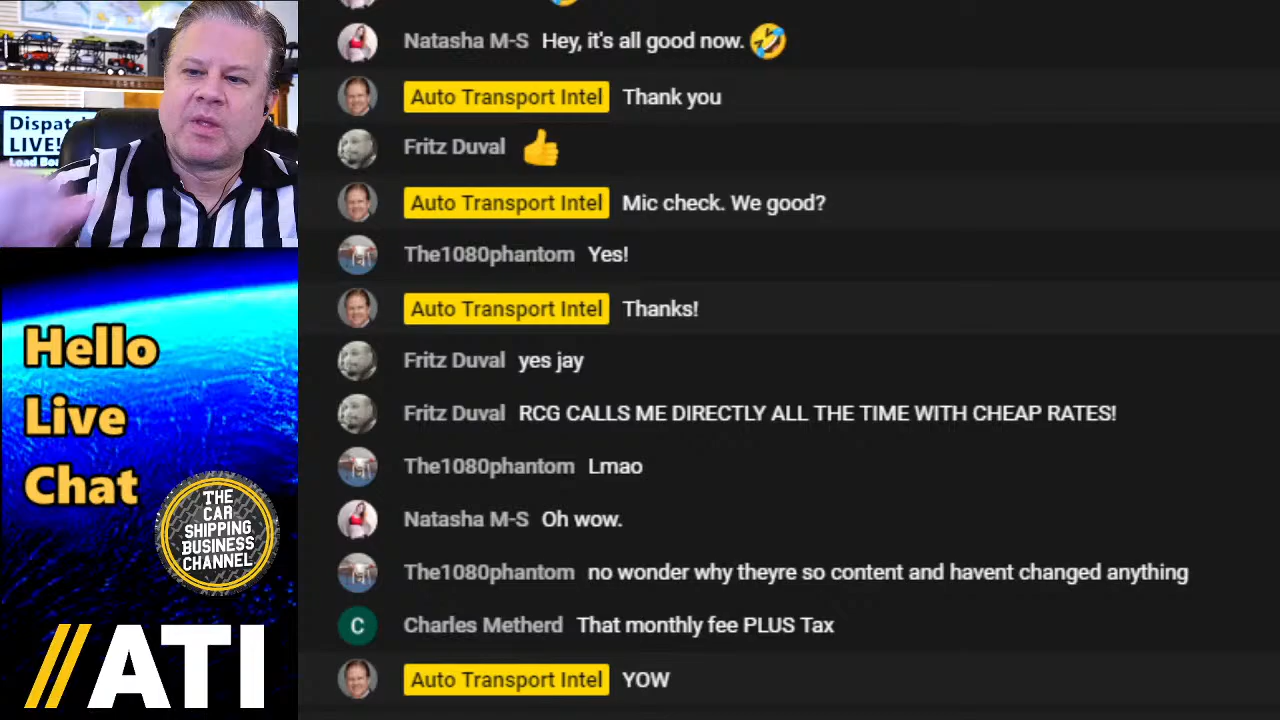 Dispatch
LIVE!
Load Boa
Hello
Live
Chat
THE
CAR
SHIPPING
BUSINESS
CHANNEL
//ATI
Natasha M-S Hey, it's all good now. 🤣
Auto Transport Intel Thank you
Fritz Duval 👍
Auto Transport Intel Mic check. We good?
The1080phantom Yes!
Auto Transport Intel Thanks!
Fritz Duval yes jay
Fritz Duval RCG CALLS ME DIRECTLY ALL THE TIME WITH CHEAP RATES!
The1080phantom Lmao
Natasha M-S Oh wow.
The1080phantom no wonder why theyre so content and havent changed anything
C Charles Metherd That monthly fee PLUS Tax
Auto Transport Intel YOW